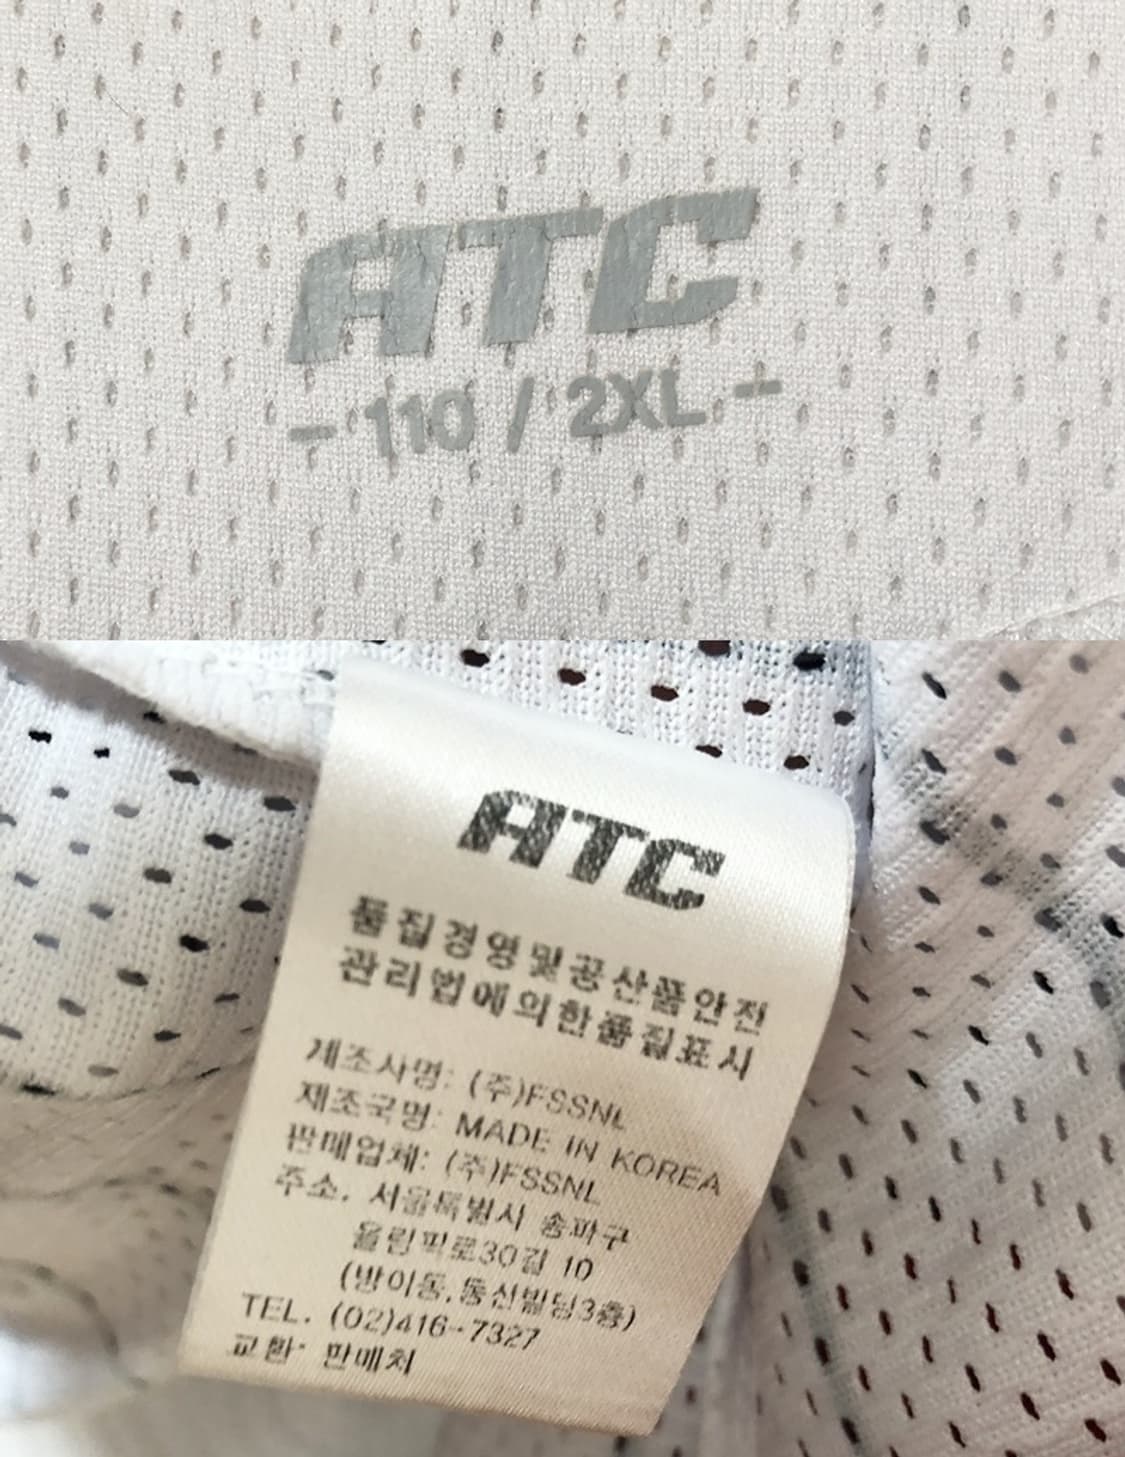 ATC
- 110 / 2XL -
ATC
품질경영및공산품안전
관리법에의한품질표시
제조사명: (주)FSSNL
제조국명: MADE IN KOREA
판매업체: (주)FSSNL
주소. 서울특별시 송파구
올림픽로30길 10
(방이동,동신빌딩3층)
TEL. (02)416-7327
교환: 판매처